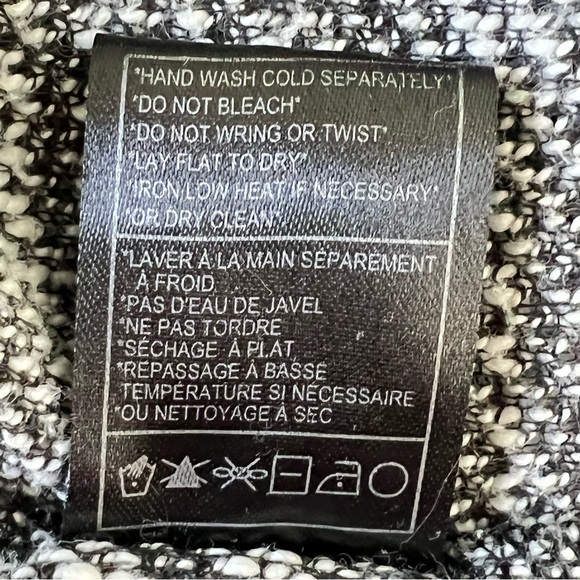 *HAND WASH COLD SEPARATELY*
*DO NOT BLEACH*
*DO NOT WRING OR TWIST*
*LAY FLAT TO DRY*
*IRON LOW HEAT IF NECESSARY*
*OR DRY CLEAN*
*LAVER À LA MAIN SÉPAREMENT
À FROID
*PAS D'EAU DE JAVEL
*NE PAS TORDRE
*SÉCHAGE À PLAT
*REPASSAGE À BASSE
TEMPÉRATURE SI NÉCESSAIRE
*OU NETTOYAGE À SEC